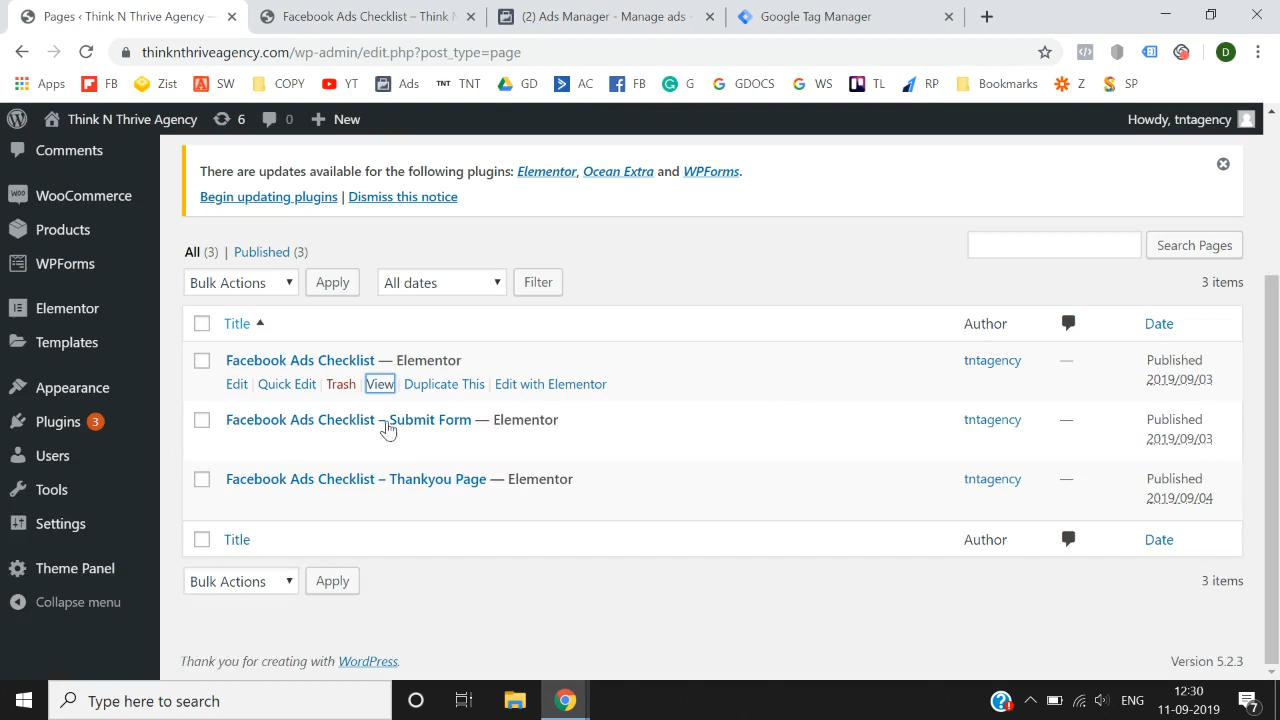 Pages ‹ Think N Thrive Agency —
Facebook Ads Checklist – Think N
(2) Ads Manager - Manage ads -
Google Tag Manager
thinknthriveagency.com/wp-admin/edit.php?post_type=page
D
Apps FB Zist SW COPY YT Ads TNT TNT GD AC FB G GDOCS WS TL RP Bookmarks Z SP
Think N Thrive Agency 6 0 New Howdy, tntagency
Comments
WooCommerce
Products
WPForms
Elementor
Templates
Appearance
Plugins 3
Users
Tools
Settings
Theme Panel
Collapse menu
There are updates available for the following plugins: Elementor, Ocean Extra and WPForms.
Begin updating plugins | Dismiss this notice
All (3) | Published (3)
Search Pages
Bulk Actions Apply All dates Filter 3 items
Title Author Date
Facebook Ads Checklist — Elementor tntagency — Published
Edit | Quick Edit | Trash | View | Duplicate This | Edit with Elementor 2019/09/03
Facebook Ads Checklist – Submit Form — Elementor tntagency — Published
2019/09/03
Facebook Ads Checklist – Thankyou Page — Elementor tntagency — Published
2019/09/04
Title Author Date
Bulk Actions Apply 3 items
Thank you for creating with WordPress. Version 5.2.3
Type here to search
ENG
12:30
11-09-2019
7